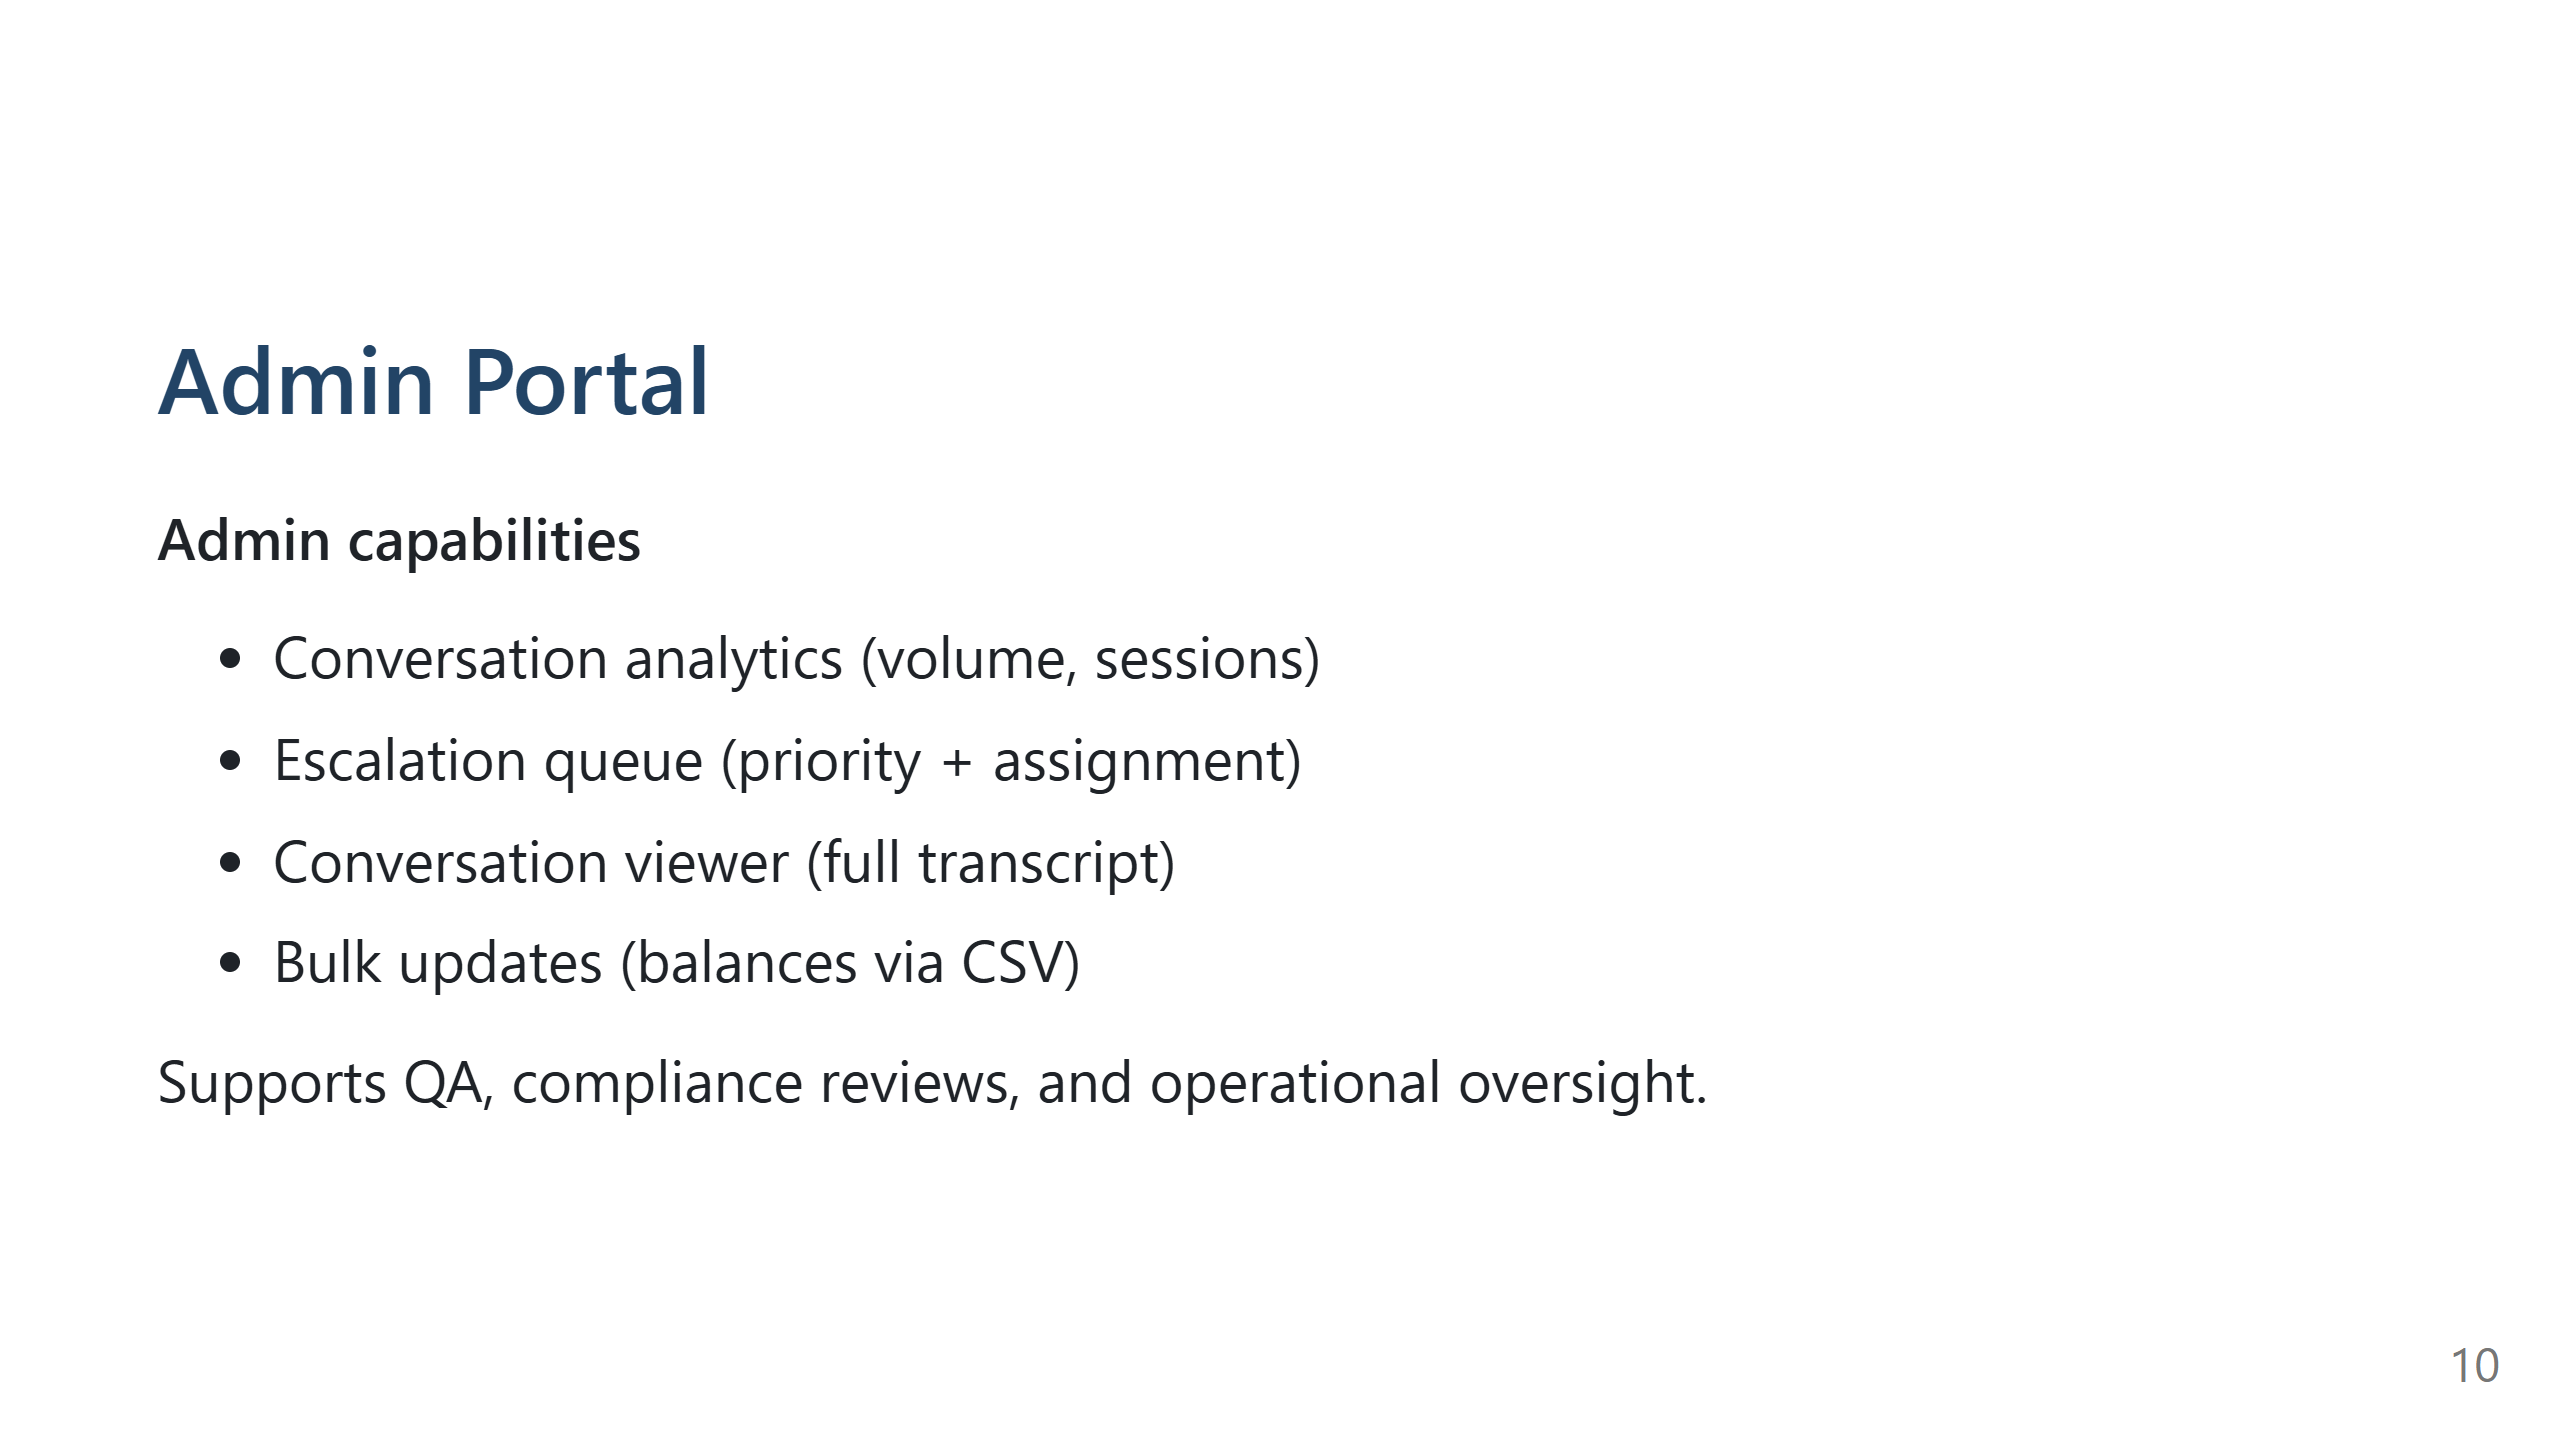 Admin Portal
Admin capabilities
• Conversation analytics (volume, sessions)
• Escalation queue (priority + assignment)
• Conversation viewer (full transcript)
• Bulk updates (balances via CSV)
Supports QA, compliance reviews, and operational oversight.
10